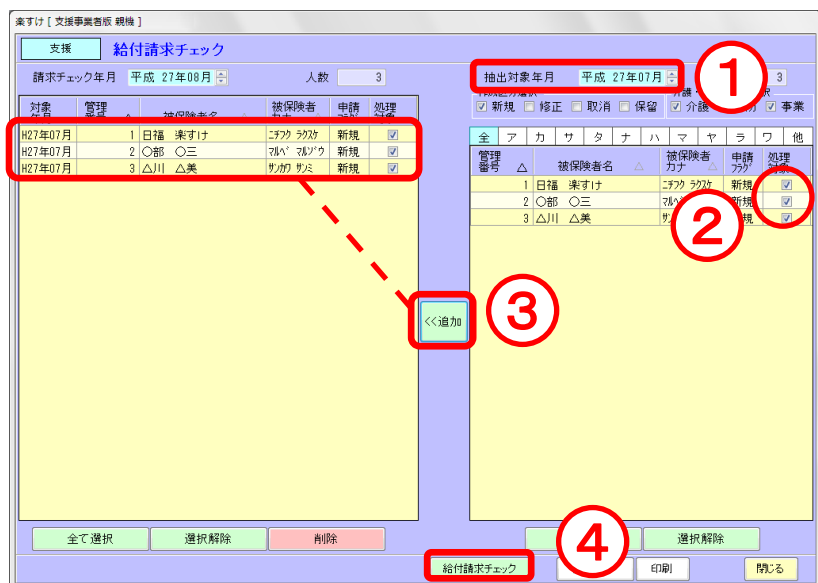 楽すけ [ 支援事業者版 親機 ]
支援 給付請求チェック
請求チェック年月 平成 27年08月 人数 3
対象 管理 被保険者 申請 処理
番号 △ 被保険者名 カナ △ ﾌﾗｸﾞ 対象
H27年07月 1 日福 楽すけ ﾆﾁﾌｸ ﾗｸｽｹ 新規
H27年07月 2 〇部 〇三 ﾏﾙﾍﾞ ﾏﾙｿﾞｳ 新規
H27年07月 3 △川 △美 ｻﾝｶﾜ ｻﾝﾐ 新規
全て選択 選択解除 削除
<<追加
③
抽出対象年月 平成 27年07月 ① 3
新規 修正 取消 保留 介護 事業
全 ア カ サ タ ナ ハ マ ヤ ラ ワ 他
管理 被保険者 申請 処理
番号 △ 被保険者名 △ カナ △ ﾌﾗｸﾞ 対象
1 日福 楽すけ ﾆﾁﾌｸ ﾗｸｽｹ 新規
2 〇部 〇三 新規
3 △川 △美 規
②
④ 選択解除
給付請求チェック 印刷 閉じる